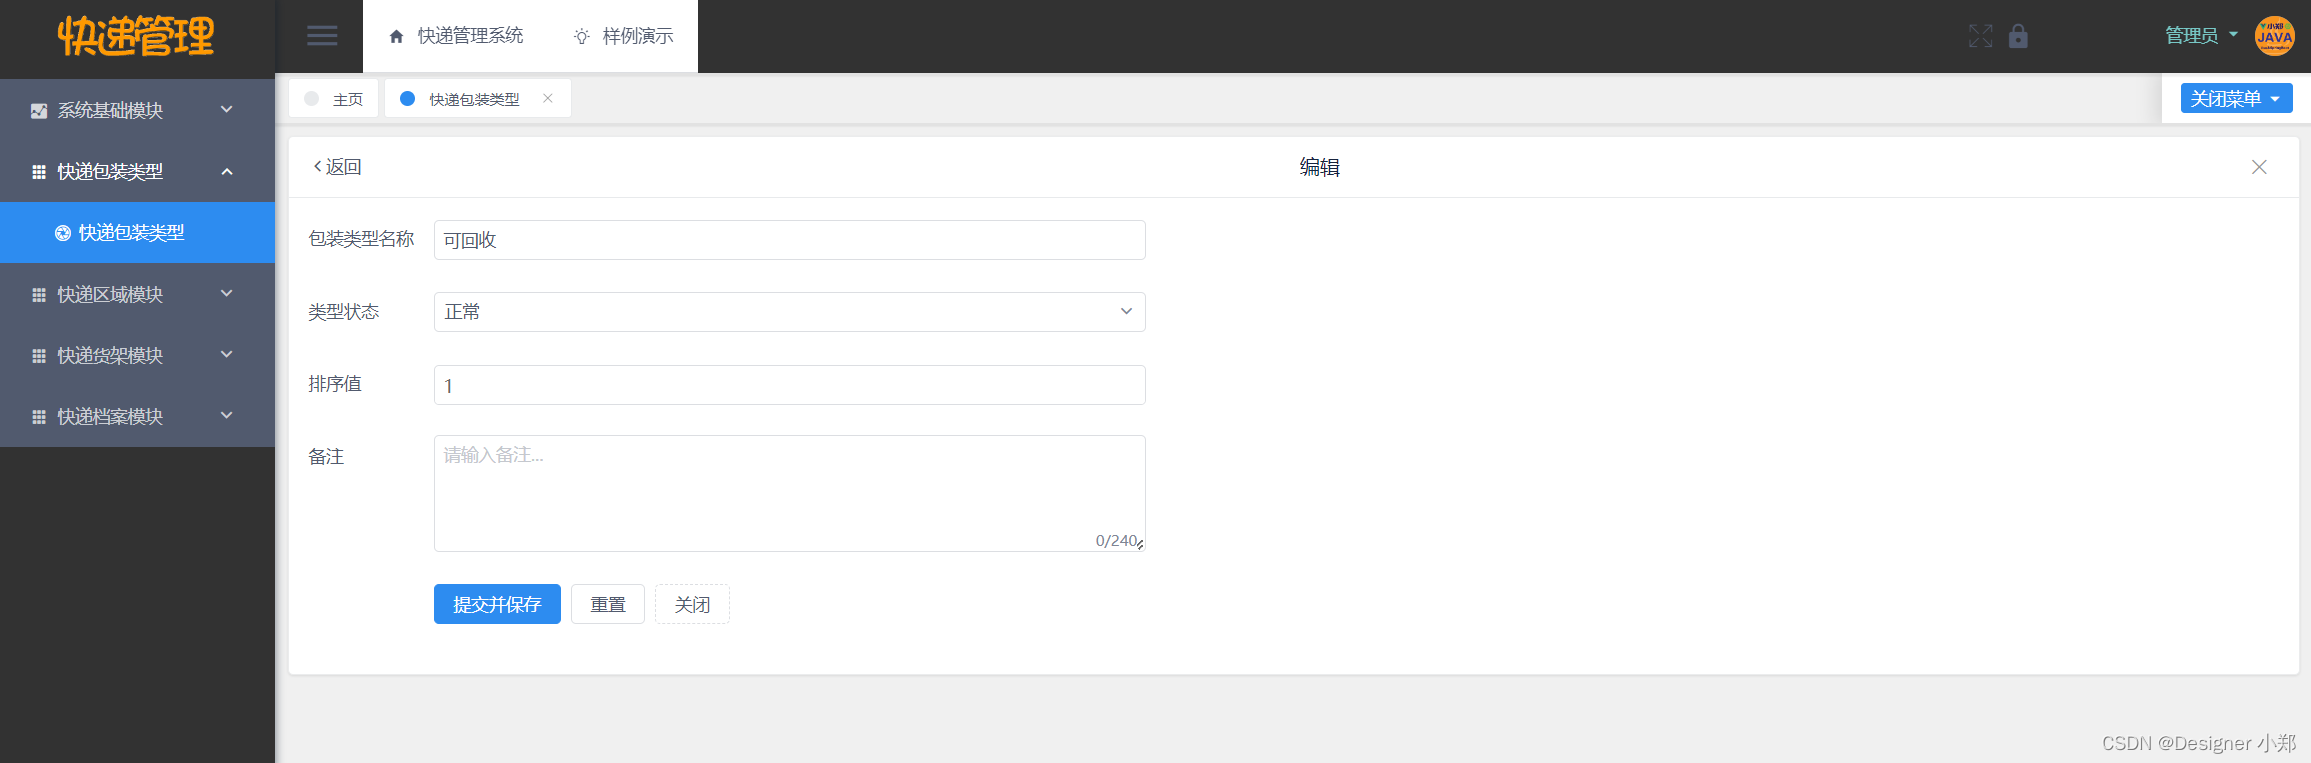 快递管理
快递管理系统
样例演示
管理员
小郑
JAVA
系统基础模块
快递包装类型
快递包装类型
快递区域模块
快递货架模块
快递档案模块
主页
快递包装类型
关闭菜单
返回
编辑
包装类型名称
可回收
类型状态
正常
排序值
1
备注
请输入备注...
0/240
提交并保存
重置
关闭
CSDN @Designer 小郑